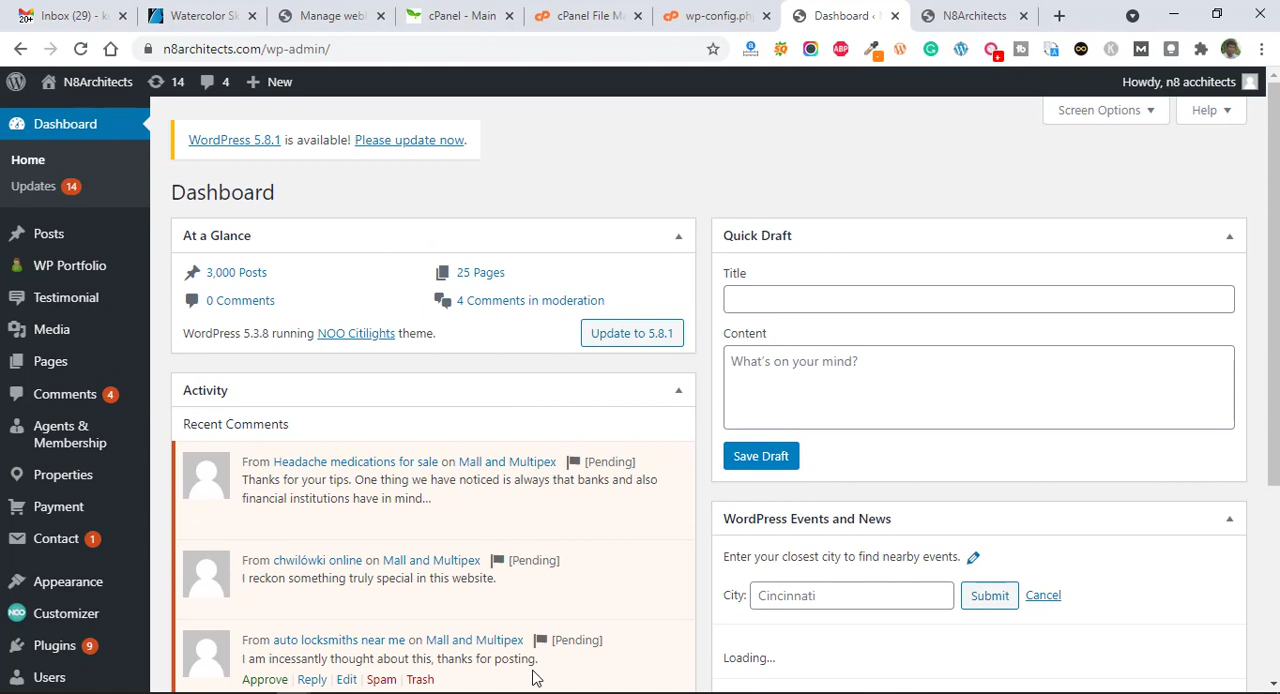 Inbox (29) - ku
Watercolor Sk
Manage webl
cPanel - Main
cPanel File Ma
wp-config.ph
Dashboard ‹
N8Architects
n8architects.com/wp-admin/
N8Architects
14
4
New
Howdy, n8 acchitects
Screen Options
Help
Dashboard
Home
Updates 14
Posts
WP Portfolio
Testimonial
Media
Pages
Comments 4
Agents &
Membership
Properties
Payment
Contact 1
Appearance
Customizer
Plugins 9
Users
WordPress 5.8.1 is available! Please update now.
Dashboard
At a Glance
3,000 Posts
25 Pages
0 Comments
4 Comments in moderation
WordPress 5.3.8 running NOO Citilights theme.
Update to 5.8.1
Activity
Recent Comments
From Headache medications for sale on Mall and Multipex [Pending]
Thanks for your tips. One thing we have noticed is always that banks and also
financial institutions have in mind...
From chwilówki online on Mall and Multipex [Pending]
I reckon something truly special in this website.
From auto locksmiths near me on Mall and Multipex [Pending]
I am incessantly thought about this, thanks for posting.
Approve | Reply | Edit | Spam | Trash
Quick Draft
Title
Content
What's on your mind?
Save Draft
WordPress Events and News
Enter your closest city to find nearby events.
City: Cincinnati Submit Cancel
Loading...